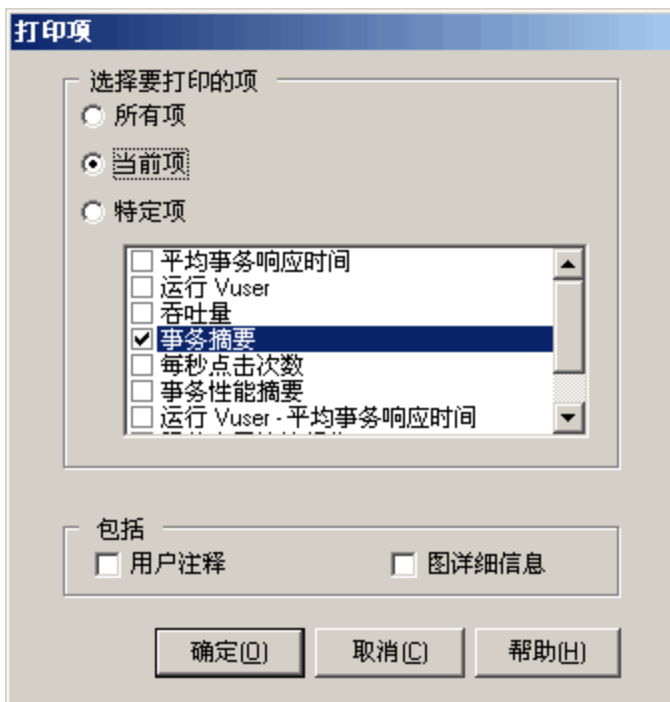 打印项
选择要打印的项
所有项
当前项
特定项
平均事务响应时间
运行 Vuser
吞吐量
事务摘要
每秒点击次数
事务性能摘要
运行 Vuser - 平均事务响应时间
包括
用户注释
图详细信息
确定(O)
取消(C)
帮助(H)